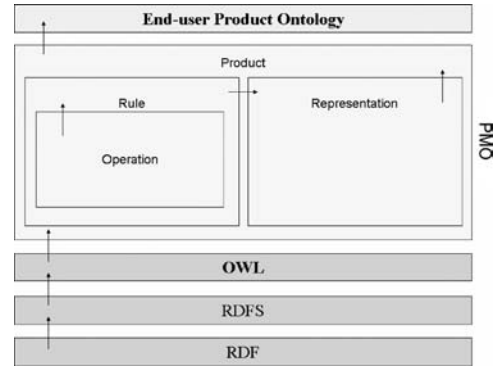 End-user Product Ontology
Product
Rule
Representation
Operation
PMO
OWL
RDFS
RDF